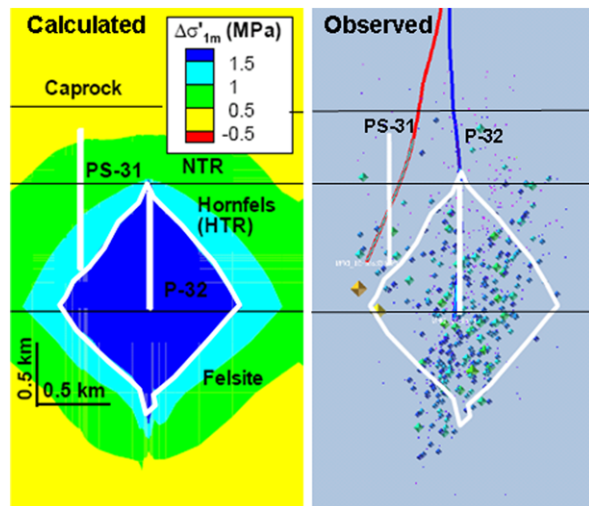 Calculated
Δσ'1m (MPa)
1.5
1
0.5
-0.5
Caprock
PS-31
NTR
Hornfels
(HTR)
P-32
Felsite
0.5 km
0.5 km
Observed
PS-31
P-32